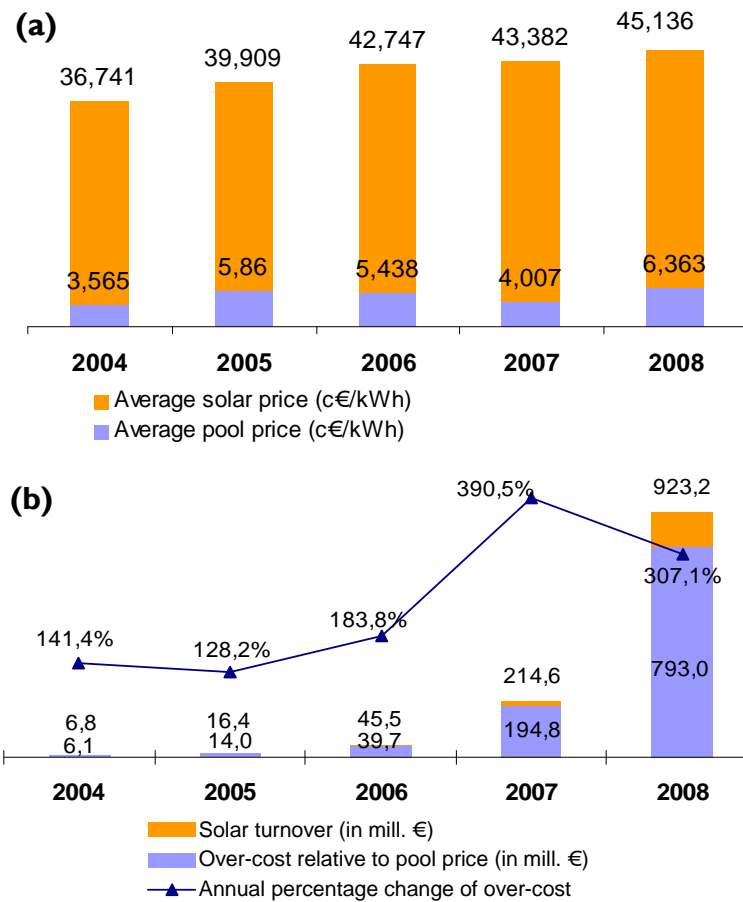 (a)
36,741 39,909 42,747 43,382 45,136
3,565 5,86 5,438 4,007 6,363
2004 2005 2006 2007 2008
Average solar price (c€/kWh)
Average pool price (c€/kWh)
(b)
390,5% 923,2
141,4% 128,2% 183,8% 307,1%
6,8 16,4 45,5 214,6 793,0
6,1 14,0 39,7 194,8
2004 2005 2006 2007 2008
Solar turnover (in mill. €)
Over-cost relative to pool price (in mill. €)
Annual percentage change of over-cost